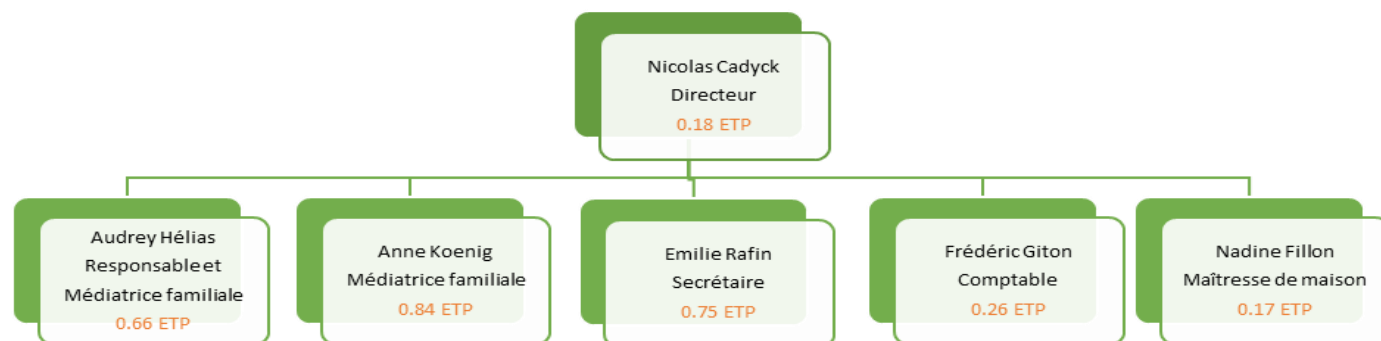 Nicolas Cadyck
Directeur
0.18 ETP
Audrey Hélias
Responsable et
Médiatrice familiale
0.66 ETP
Anne Koenig
Médiatrice familiale
0.84 ETP
Emilie Rafin
Secrétaire
0.75 ETP
Frédéric Giton
Comptable
0.26 ETP
Nadine Fillon
Maîtresse de maison
0.17 ETP